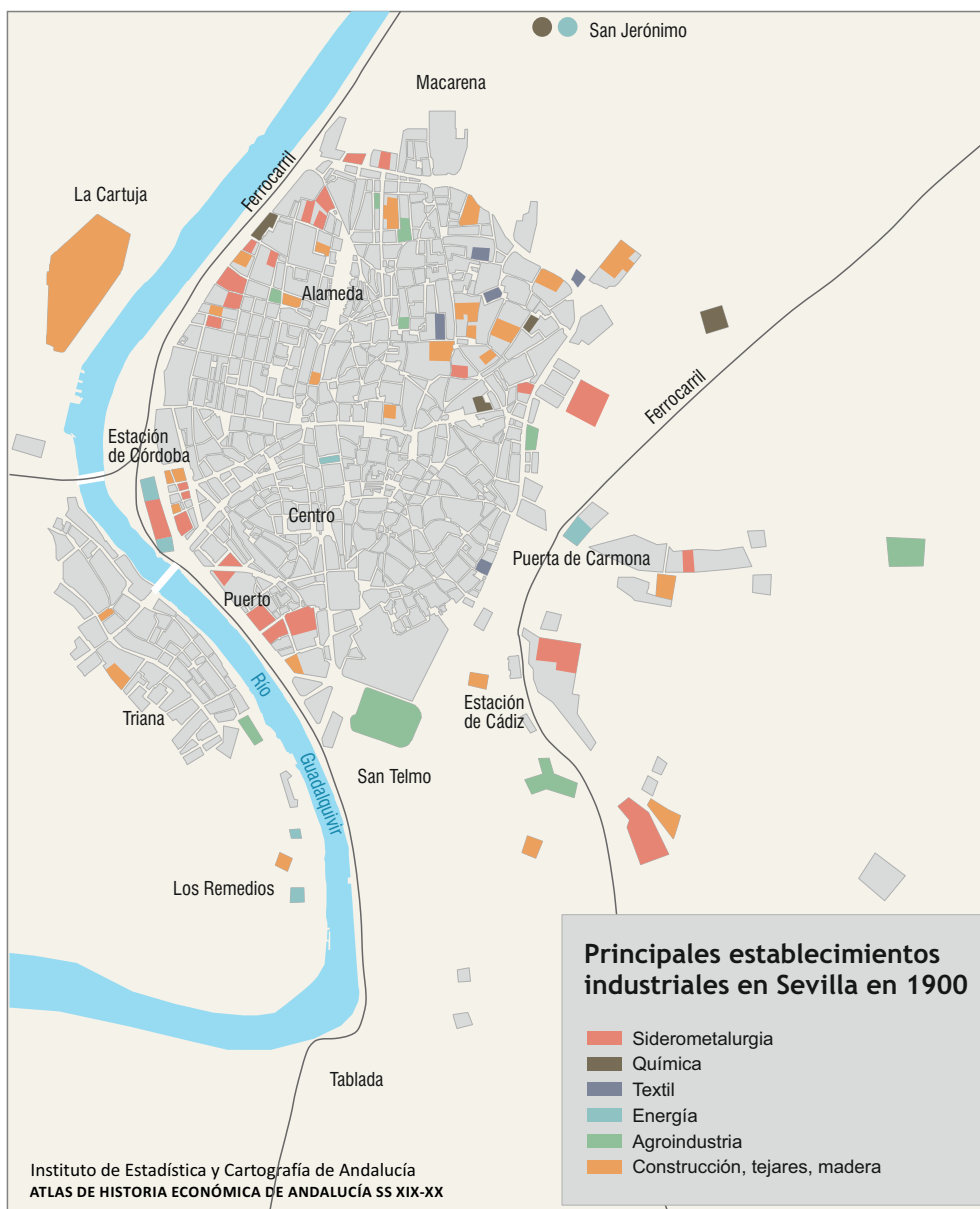 San Jerónimo
Macarena
La Cartuja
Ferrocarril
Alameda
Ferrocarril
Estación
de Córdoba
Centro
Puerta de Carmona
Puerto
Río
Guadalquivir
Triana
Estación
de Cádiz
San Telmo
Los Remedios
Tablada
Principales establecimientos
industriales en Sevilla en 1900
Siderometalurgia
Química
Textil
Energía
Agroindustria
Construcción, tejares, madera
Instituto de Estadística y Cartografía de Andalucía
ATLAS DE HISTORIA ECONÓMICA DE ANDALUCÍA SS XIX-XX